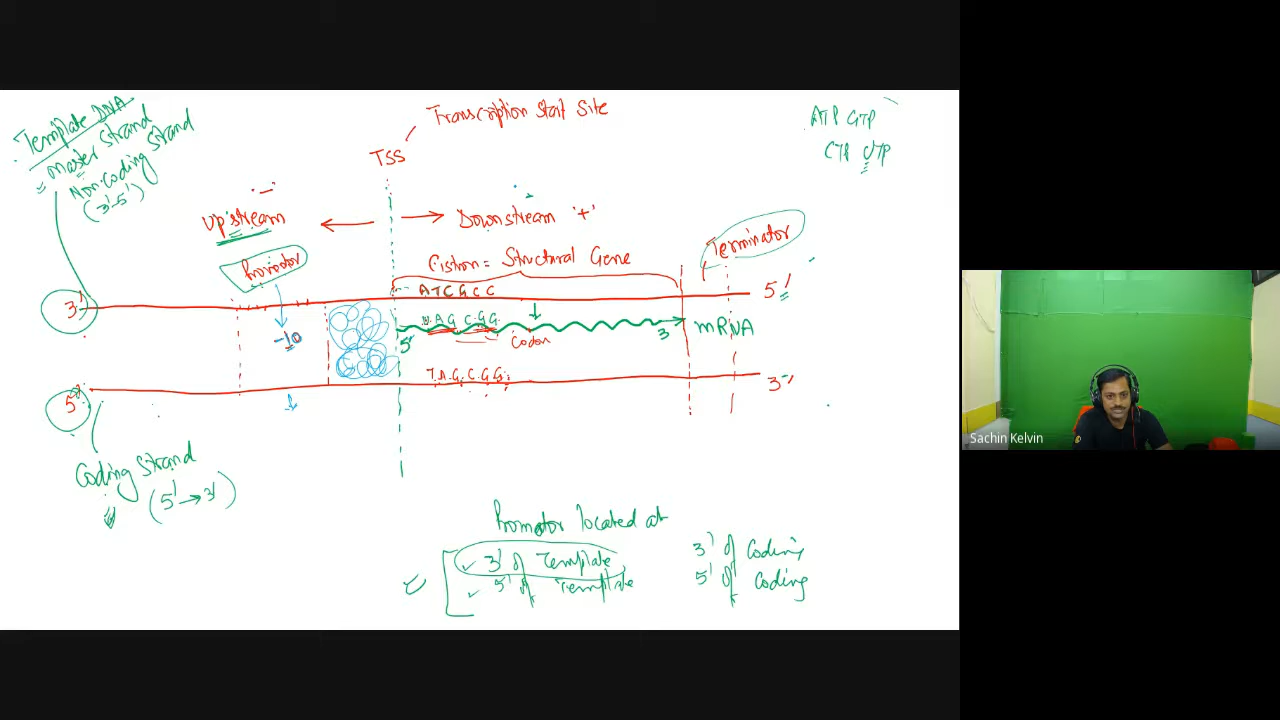 Transcription Start Site
TSS
Template DNA
= Master Strand
Non coding Strand
(3'-5')
ATP GTP
CTP UTP
"-"
Upstream
Downstream "+"
Promotor
Cistron = Structural Gene
Terminator
3'
A T C G C C
5'
-10
U A G C G G
5'
3'
mRNA
Codon
T A G C G G
5'
3'
Coding Strand
(5' → 3')
Promotor located at
✓ 3' of Template
3' of Coding
✓ 5' of Template
5' of Coding
Sachin Kelvin